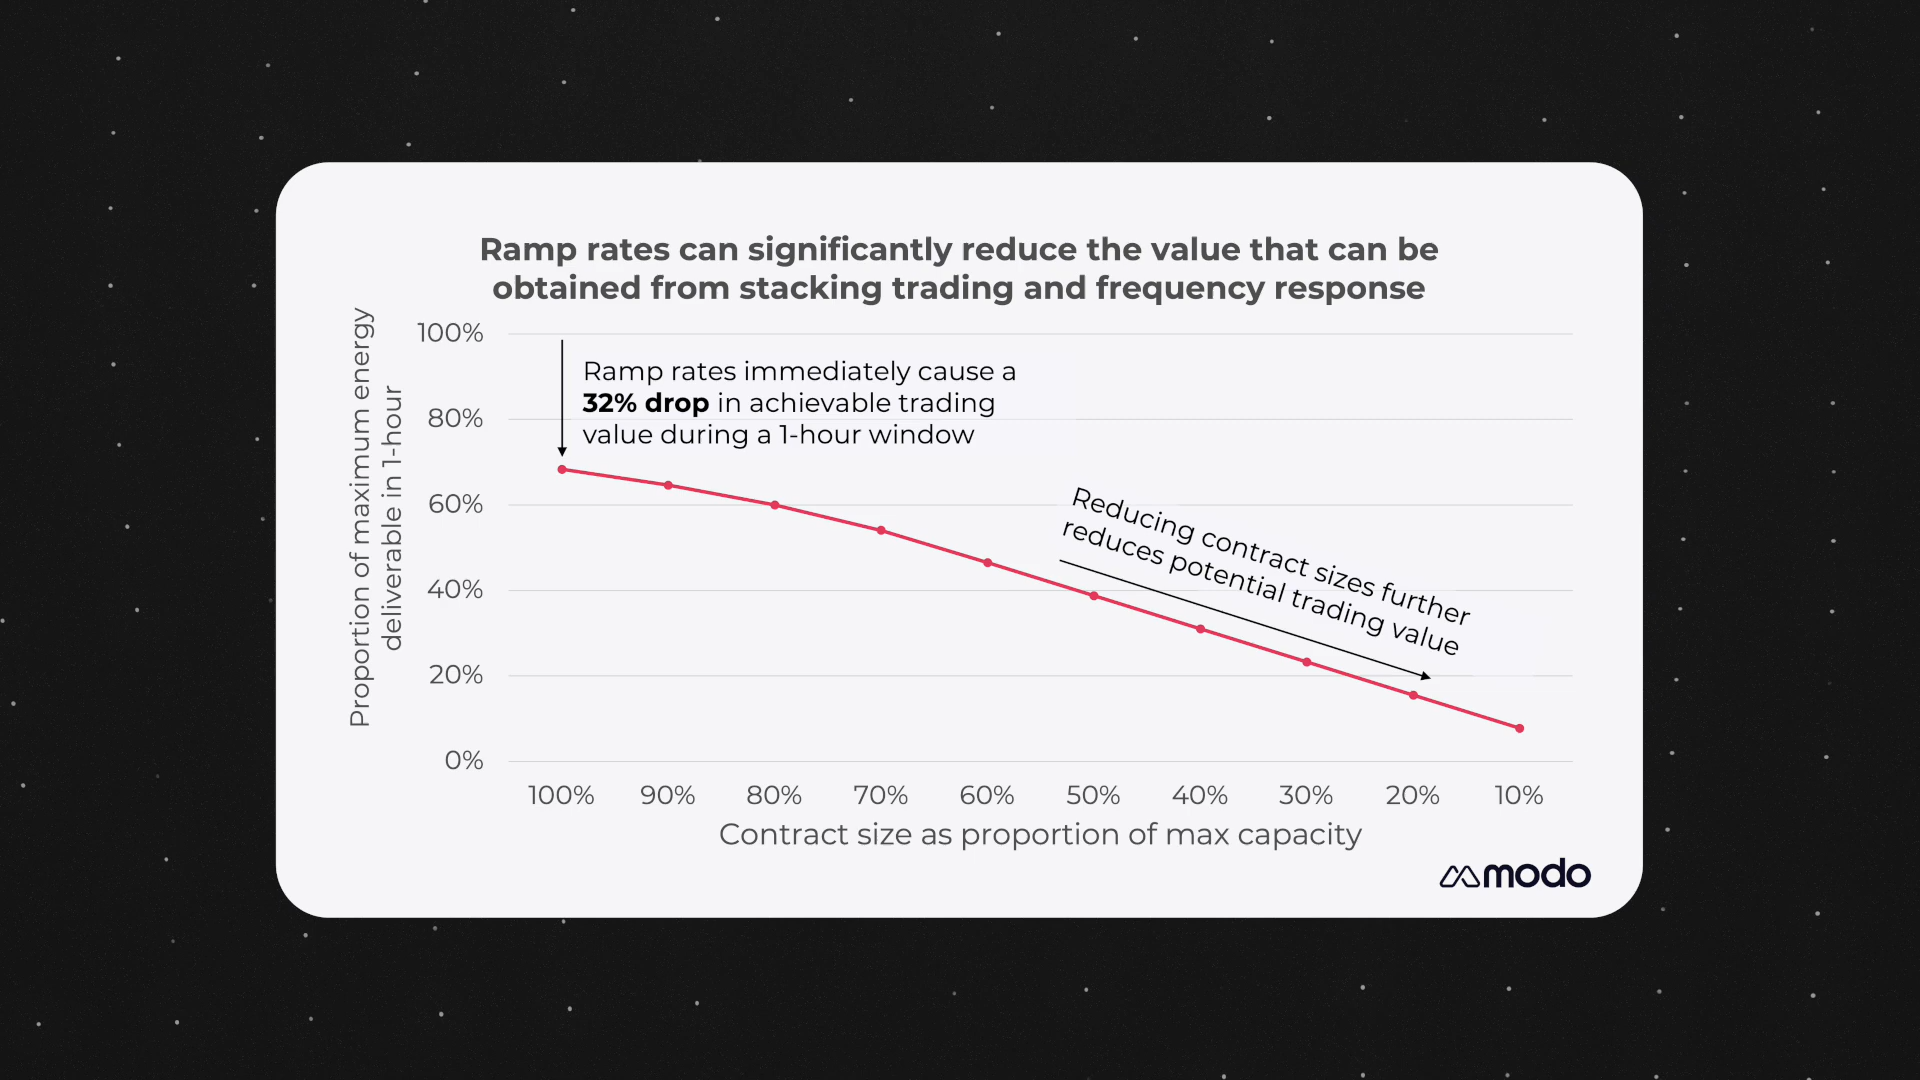 Ramp rates can significantly reduce the value that can be
obtained from stacking trading and frequency response
Proportion of maximum energy
deliverable in 1-hour
100%
80%
60%
40%
20%
0%
Ramp rates immediately cause a
32% drop in achievable trading
value during a 1-hour window
Reducing contract sizes further
reduces potential trading value
100% 90% 80% 70% 60% 50% 40% 30% 20% 10%
Contract size as proportion of max capacity
modo